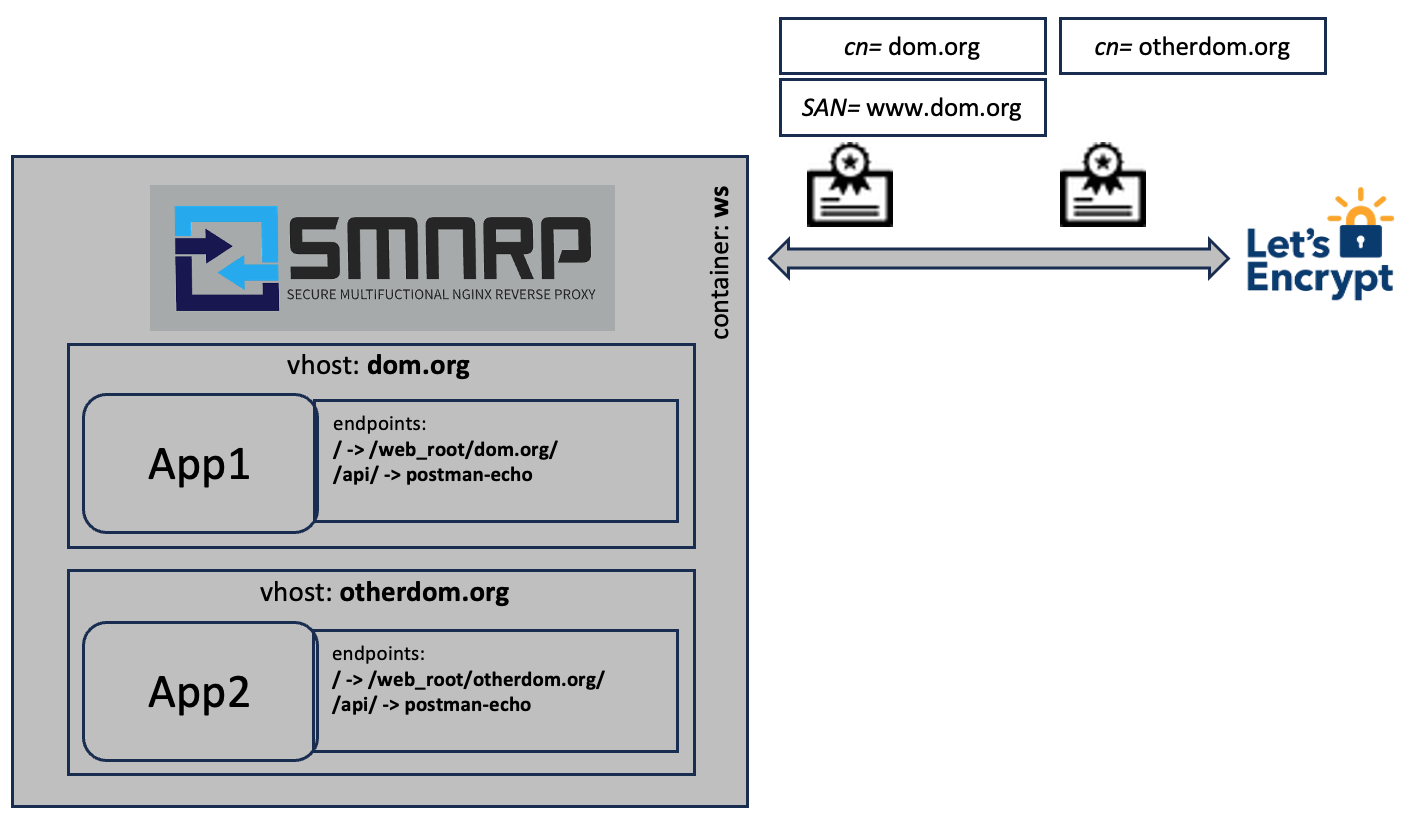 cn= dom.org
cn= otherdom.org
SAN= www.dom.org
SMNRP
SECURE MULTIFUCTIONAL NGINX REVERSE PROXY
container: ws
Let's
Encrypt
vhost: dom.org
App1
endpoints:
/ -> /web_root/dom.org/
/api/ -> postman-echo
vhost: otherdom.org
App2
endpoints:
/ -> /web_root/otherdom.org/
/api/ -> postman-echo